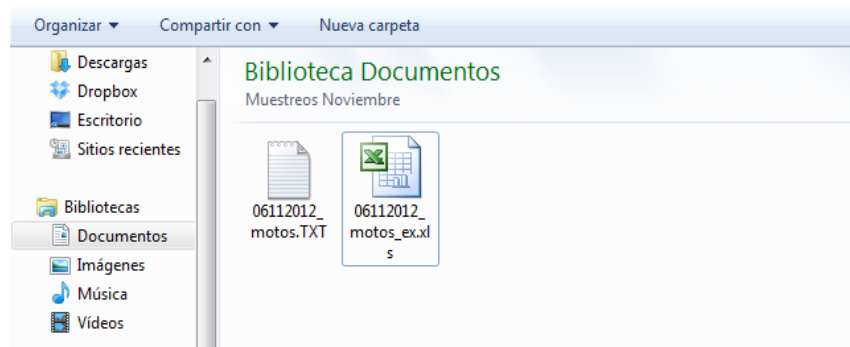 Organizar Compartir con Nueva carpeta
Descargas
Dropbox
Escritorio
Sitios recientes
Bibliotecas
Documentos
Imágenes
Música
Vídeos
Biblioteca Documentos
Muestreos Noviembre
06112012_
motos.TXT
06112012_
motos_ex.xl
s